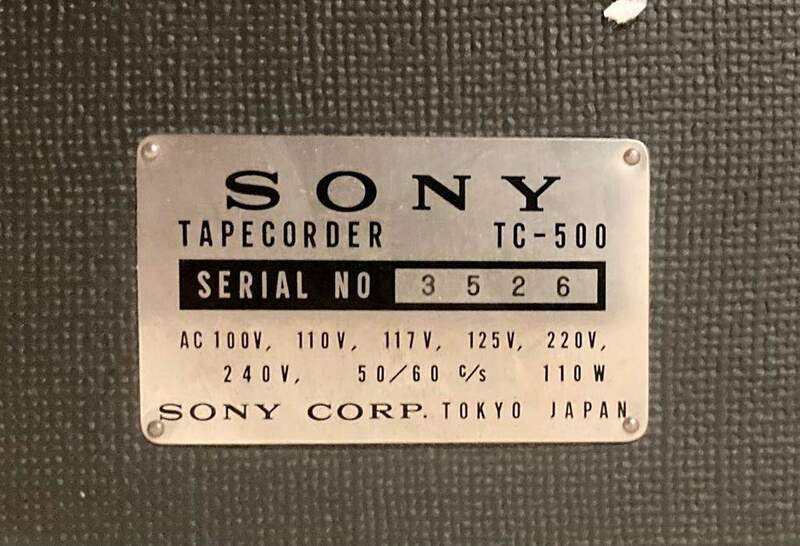 SONY
TAPECORDER TC-500
SERIAL NO 3526
AC 100V, 110V, 117V, 125V, 220V,
240V, 50/60 c/s 110W
SONY CORP. TOKYO JAPAN